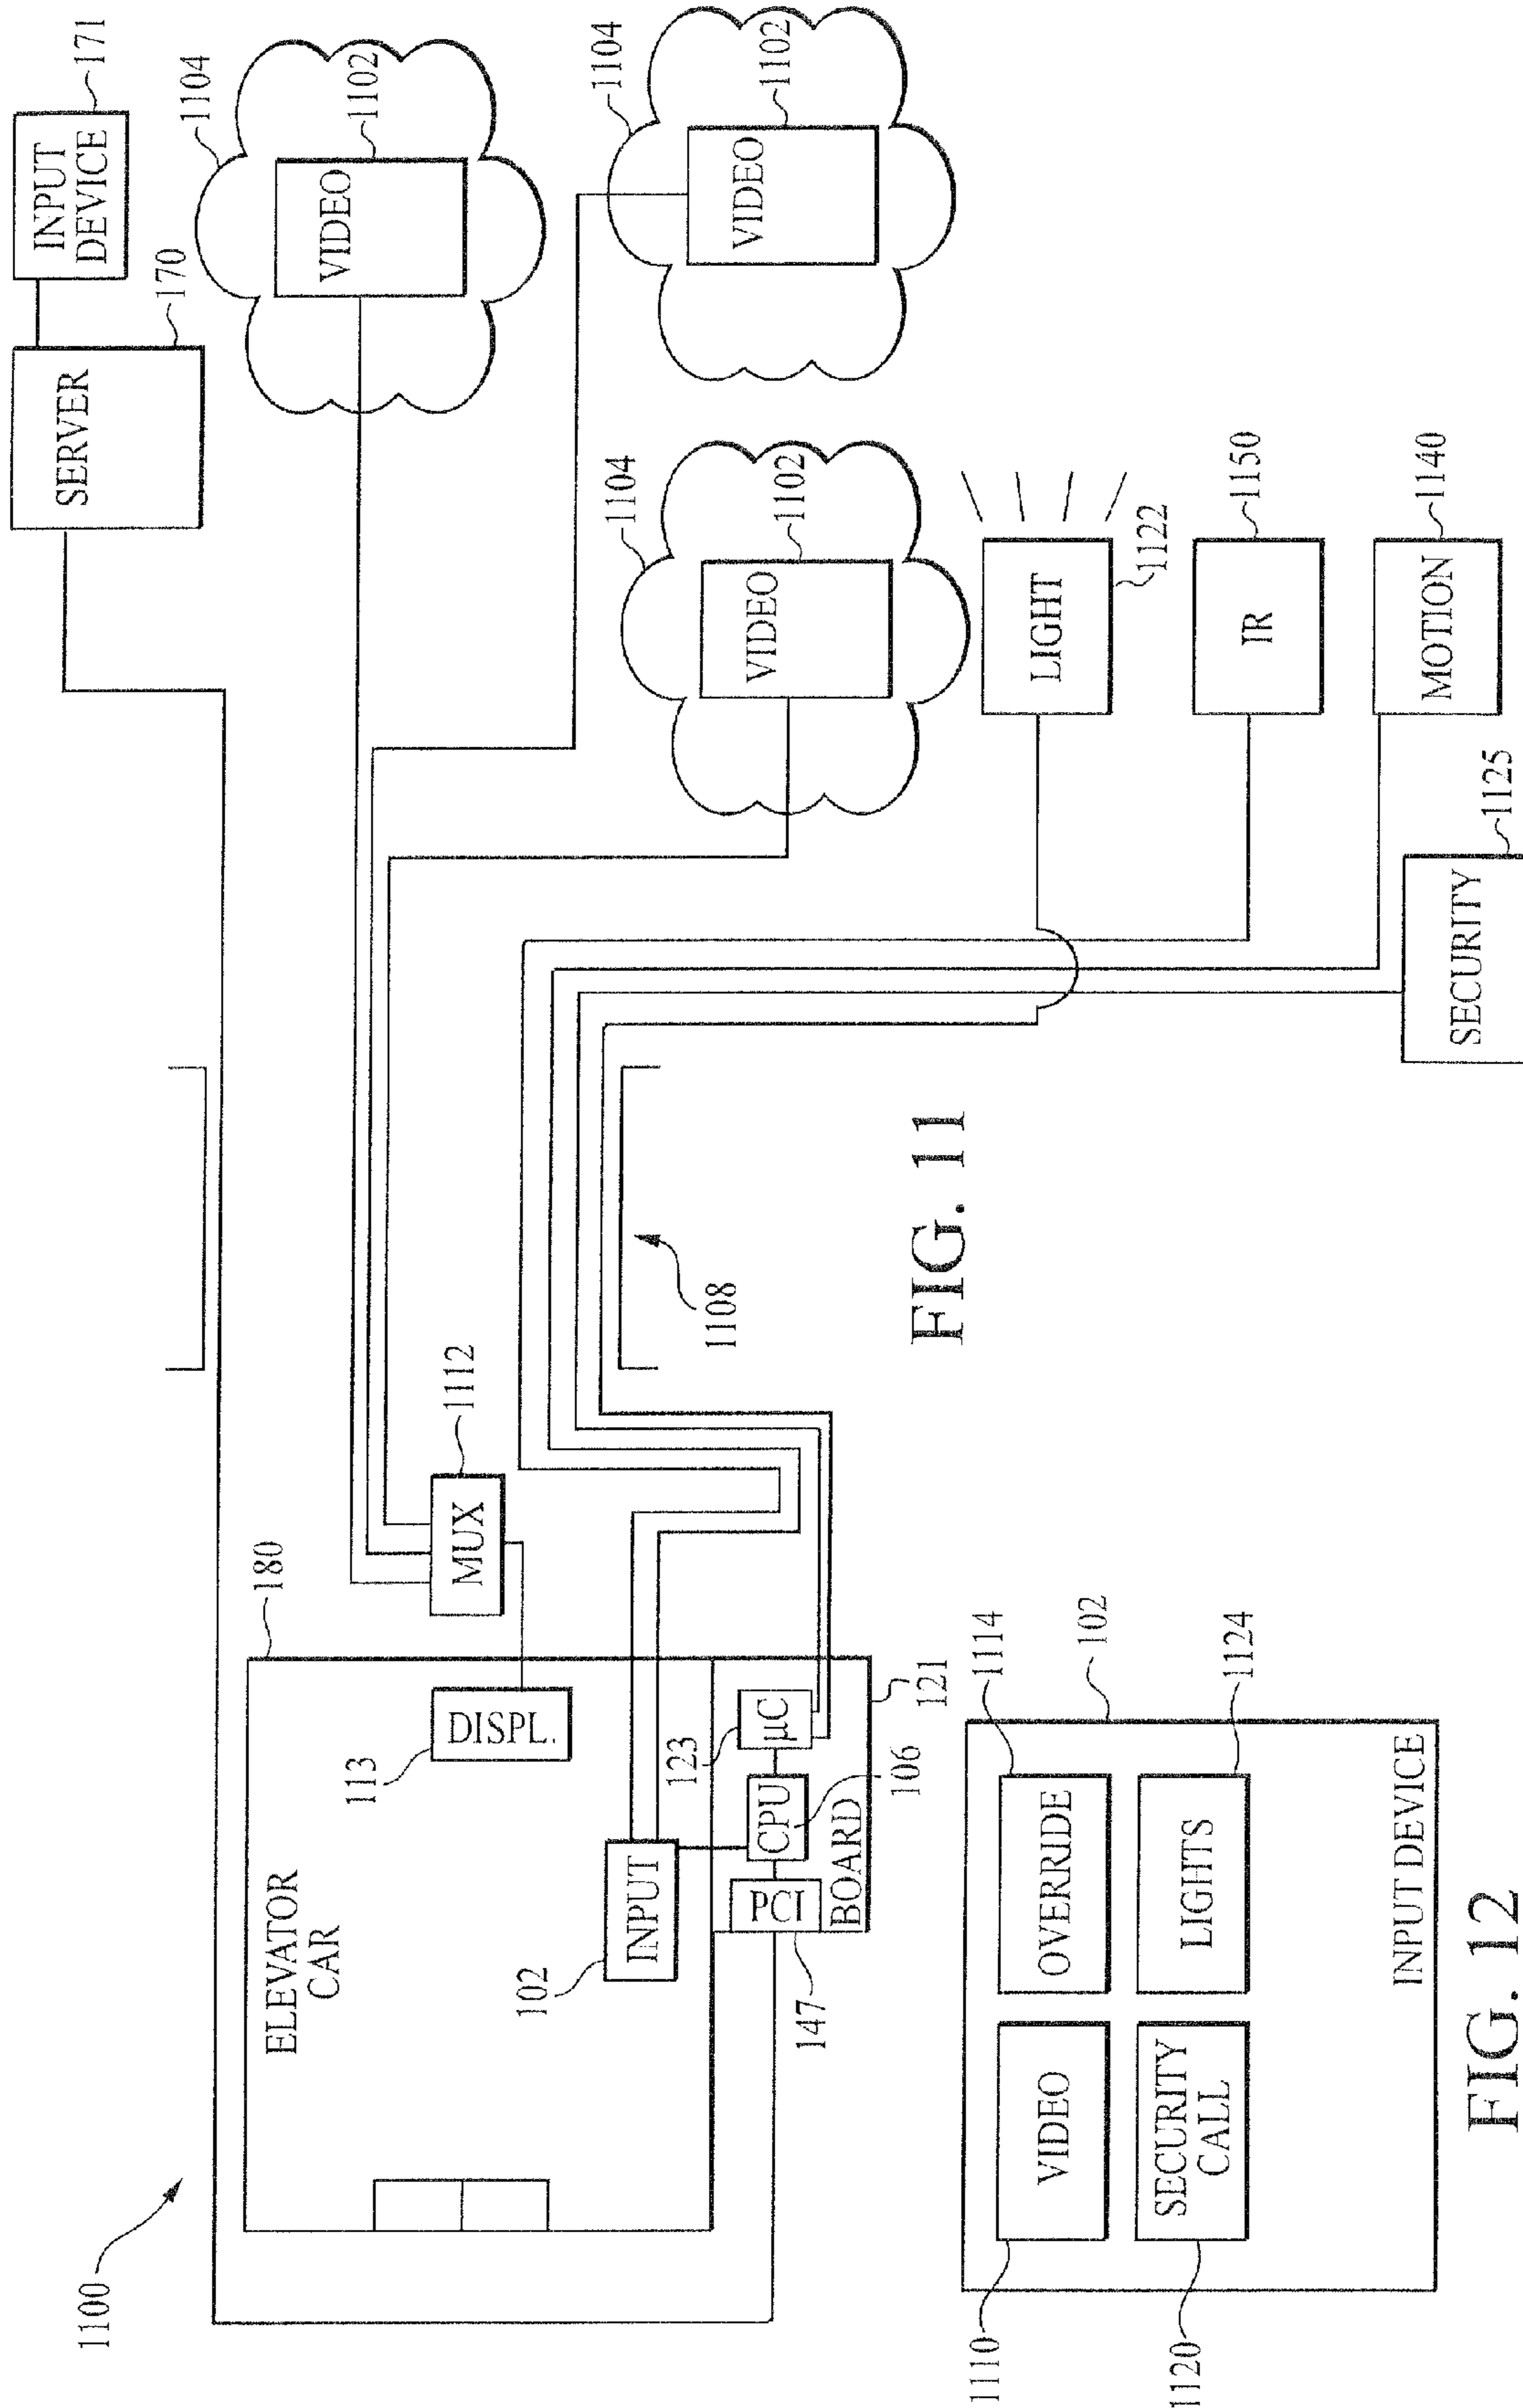 1100
ELEVATOR
CAR
180
113
DISPL.
102
INPUT
123
µC
CPU
106
PCI
147
BOARD
121
MUX
1112
1108
SERVER
170
INPUT
DEVICE
171
1104
VIDEO
1102
1104
VIDEO
1102
1104
VIDEO
1102
LIGHT
1122
IR
1150
MOTION
1140
SECURITY
1125
FIG. 11
1110
VIDEO
OVERRIDE
1114
102
1120
SECURITY
CALL
LIGHTS
1124
INPUT DEVICE
FIG. 12